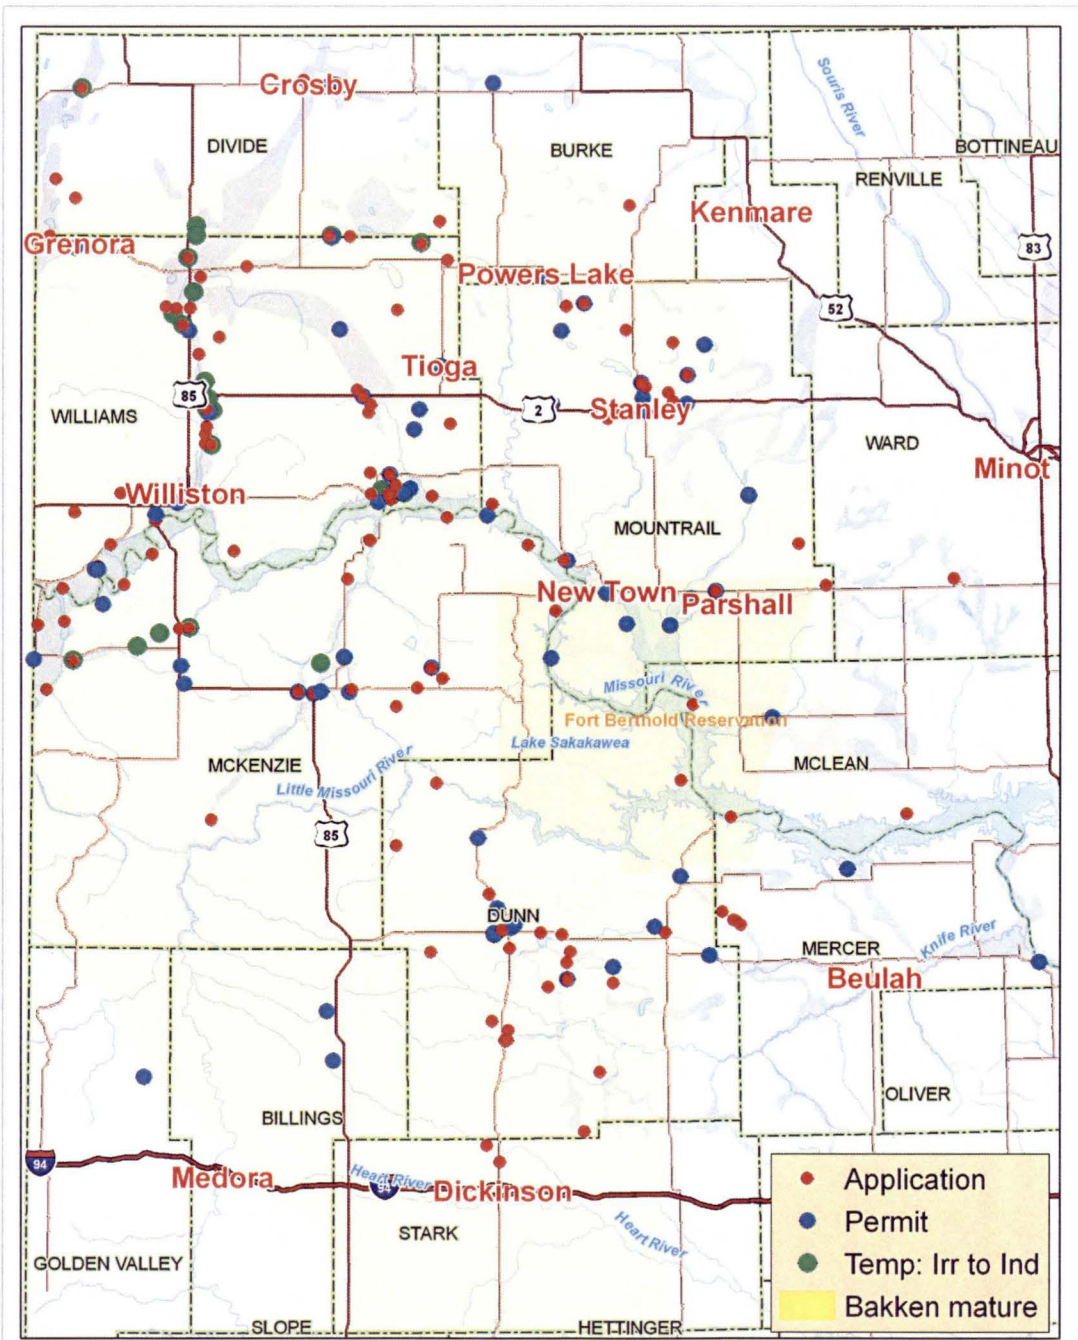 Souris River
Crosby
DIVIDE
BURKE
BOTTINEAU
RENVILLE
Kenmare
Grenora
83
Powers Lake
52
Tioga
85
2
Stanley
WILLIAMS
WARD
Minot
Williston
MOUNTRAIL
New Town
Parshall
Missouri River
Fort Berthold Reservation
Lake Sakakawea
MCKENZIE
MCLEAN
Little Missouri River
85
DUNN
MERCER
Knife River
Beulah
OLIVER
BILLINGS
94
Medora
Heart River
94
Dickinson
Heart River
STARK
GOLDEN VALLEY
SLOPE
HETTINGER
Application
Permit
Temp: Irr to Ind
Bakken mature